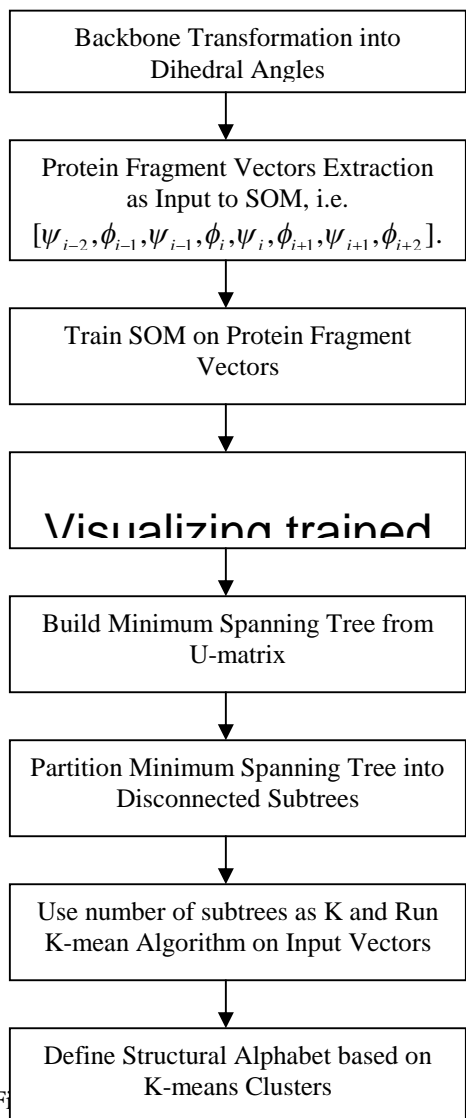 Backbone Transformation into
Dihedral Angles
Protein Fragment Vectors Extraction
as Input to SOM, i.e.
[ψ_{i−2}, ϕ_{i−1}, ψ_{i−1}, ϕ_i, ψ_i, ϕ_{i+1}, ψ_{i+1}, ϕ_{i+2}].
Train SOM on Protein Fragment
Vectors
Visualizing trained
Build Minimum Spanning Tree from
U-matrix
Partition Minimum Spanning Tree into
Disconnected Subtrees
Use number of subtrees as K and Run
K-mean Algorithm on Input Vectors
Define Structural Alphabet based on
K-means Clusters